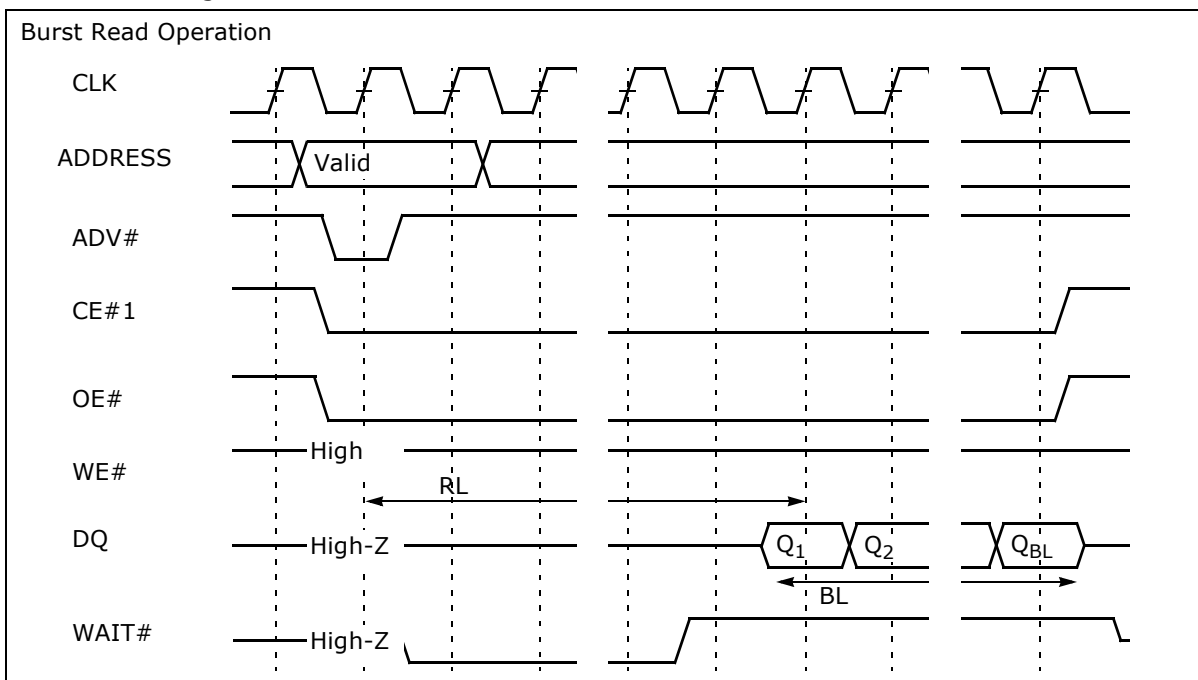 Burst Read Operation
CLK
ADDRESS
Valid
ADV#
CE#1
OE#
WE#
High
RL
DQ
High-Z
Q1
Q2
QBL
BL
WAIT#
High-Z